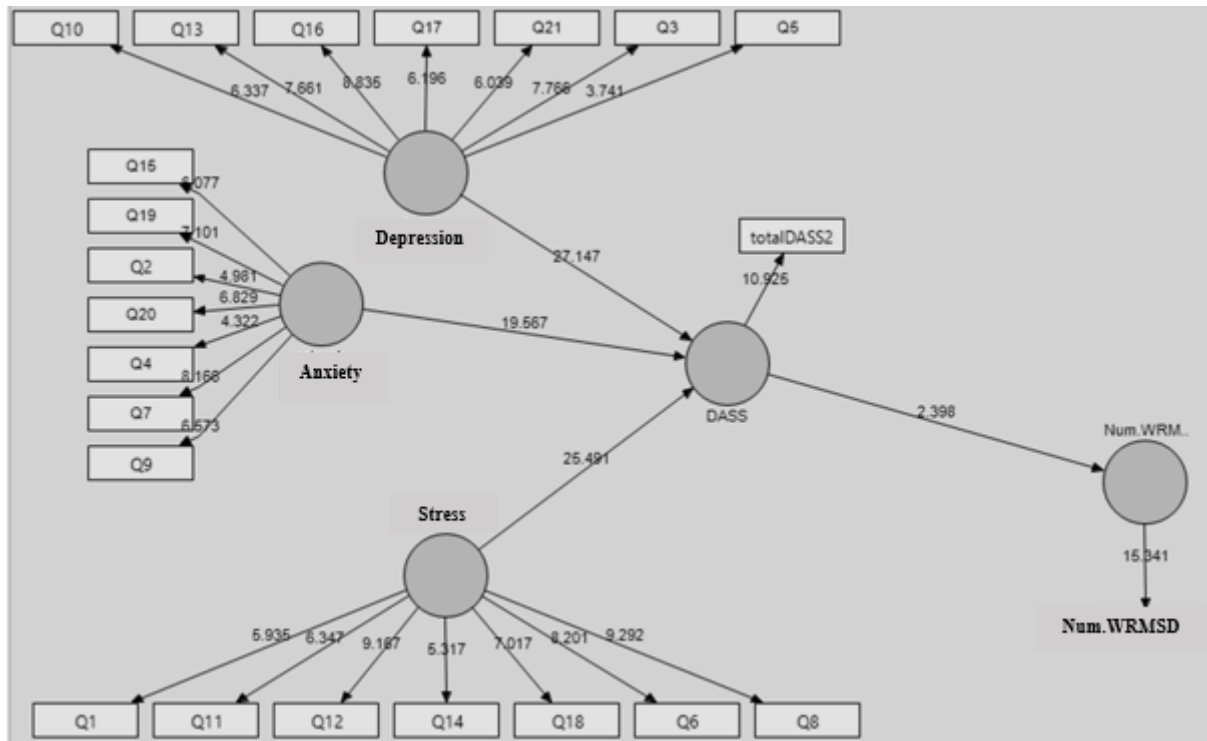 Q10 Q13 Q16 Q17 Q21 Q3 Q5
6.337 7.661 8.835 6.196 6.039 7.766 3.741
Depression
Q15
6.077
Q19
7.101
Q2
4.981
Q20
6.829
4.322
Q4
8.166
Q7
6.573
Q9
Anxiety
27.147
19.567
25.491
totalDASS2
10.925
DASS
2.398
Num.WRM..
15.341
Num.WRMSD
Stress
5.935 6.347 9.167 5.317 7.017 8.201 9.292
Q1 Q11 Q12 Q14 Q18 Q6 Q8